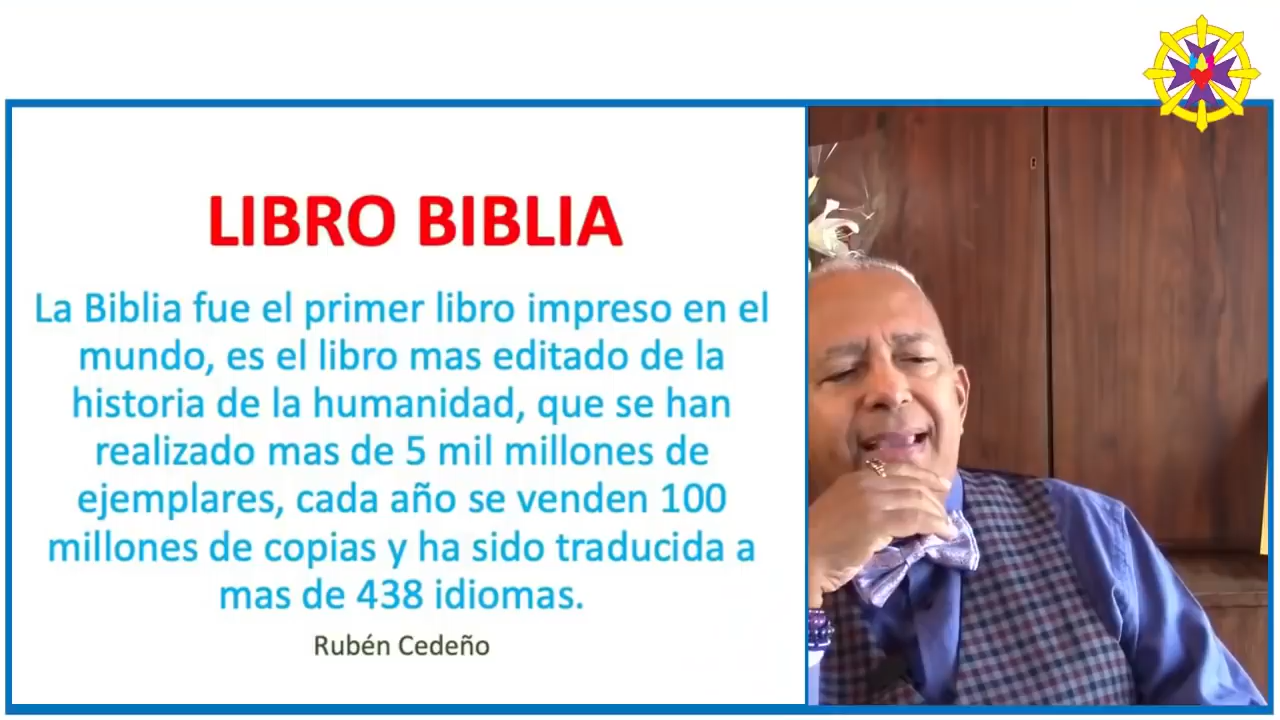 LIBRO BIBLIA
La Biblia fue el primer libro impreso en el
mundo, es el libro mas editado de la
historia de la humanidad, que se han
realizado mas de 5 mil millones de
ejemplares, cada año se venden 100
millones de copias y ha sido traducida a
mas de 438 idiomas.
Rubén Cedeño